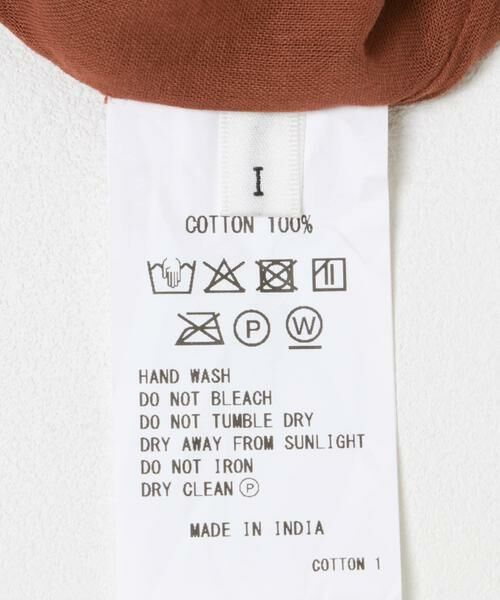 I
COTTON 100%
P W
HAND WASH
DO NOT BLEACH
DO NOT TUMBLE DRY
DRY AWAY FROM SUNLIGHT
DO NOT IRON
DRY CLEAN Ⓟ
MADE IN INDIA
COTTON 1